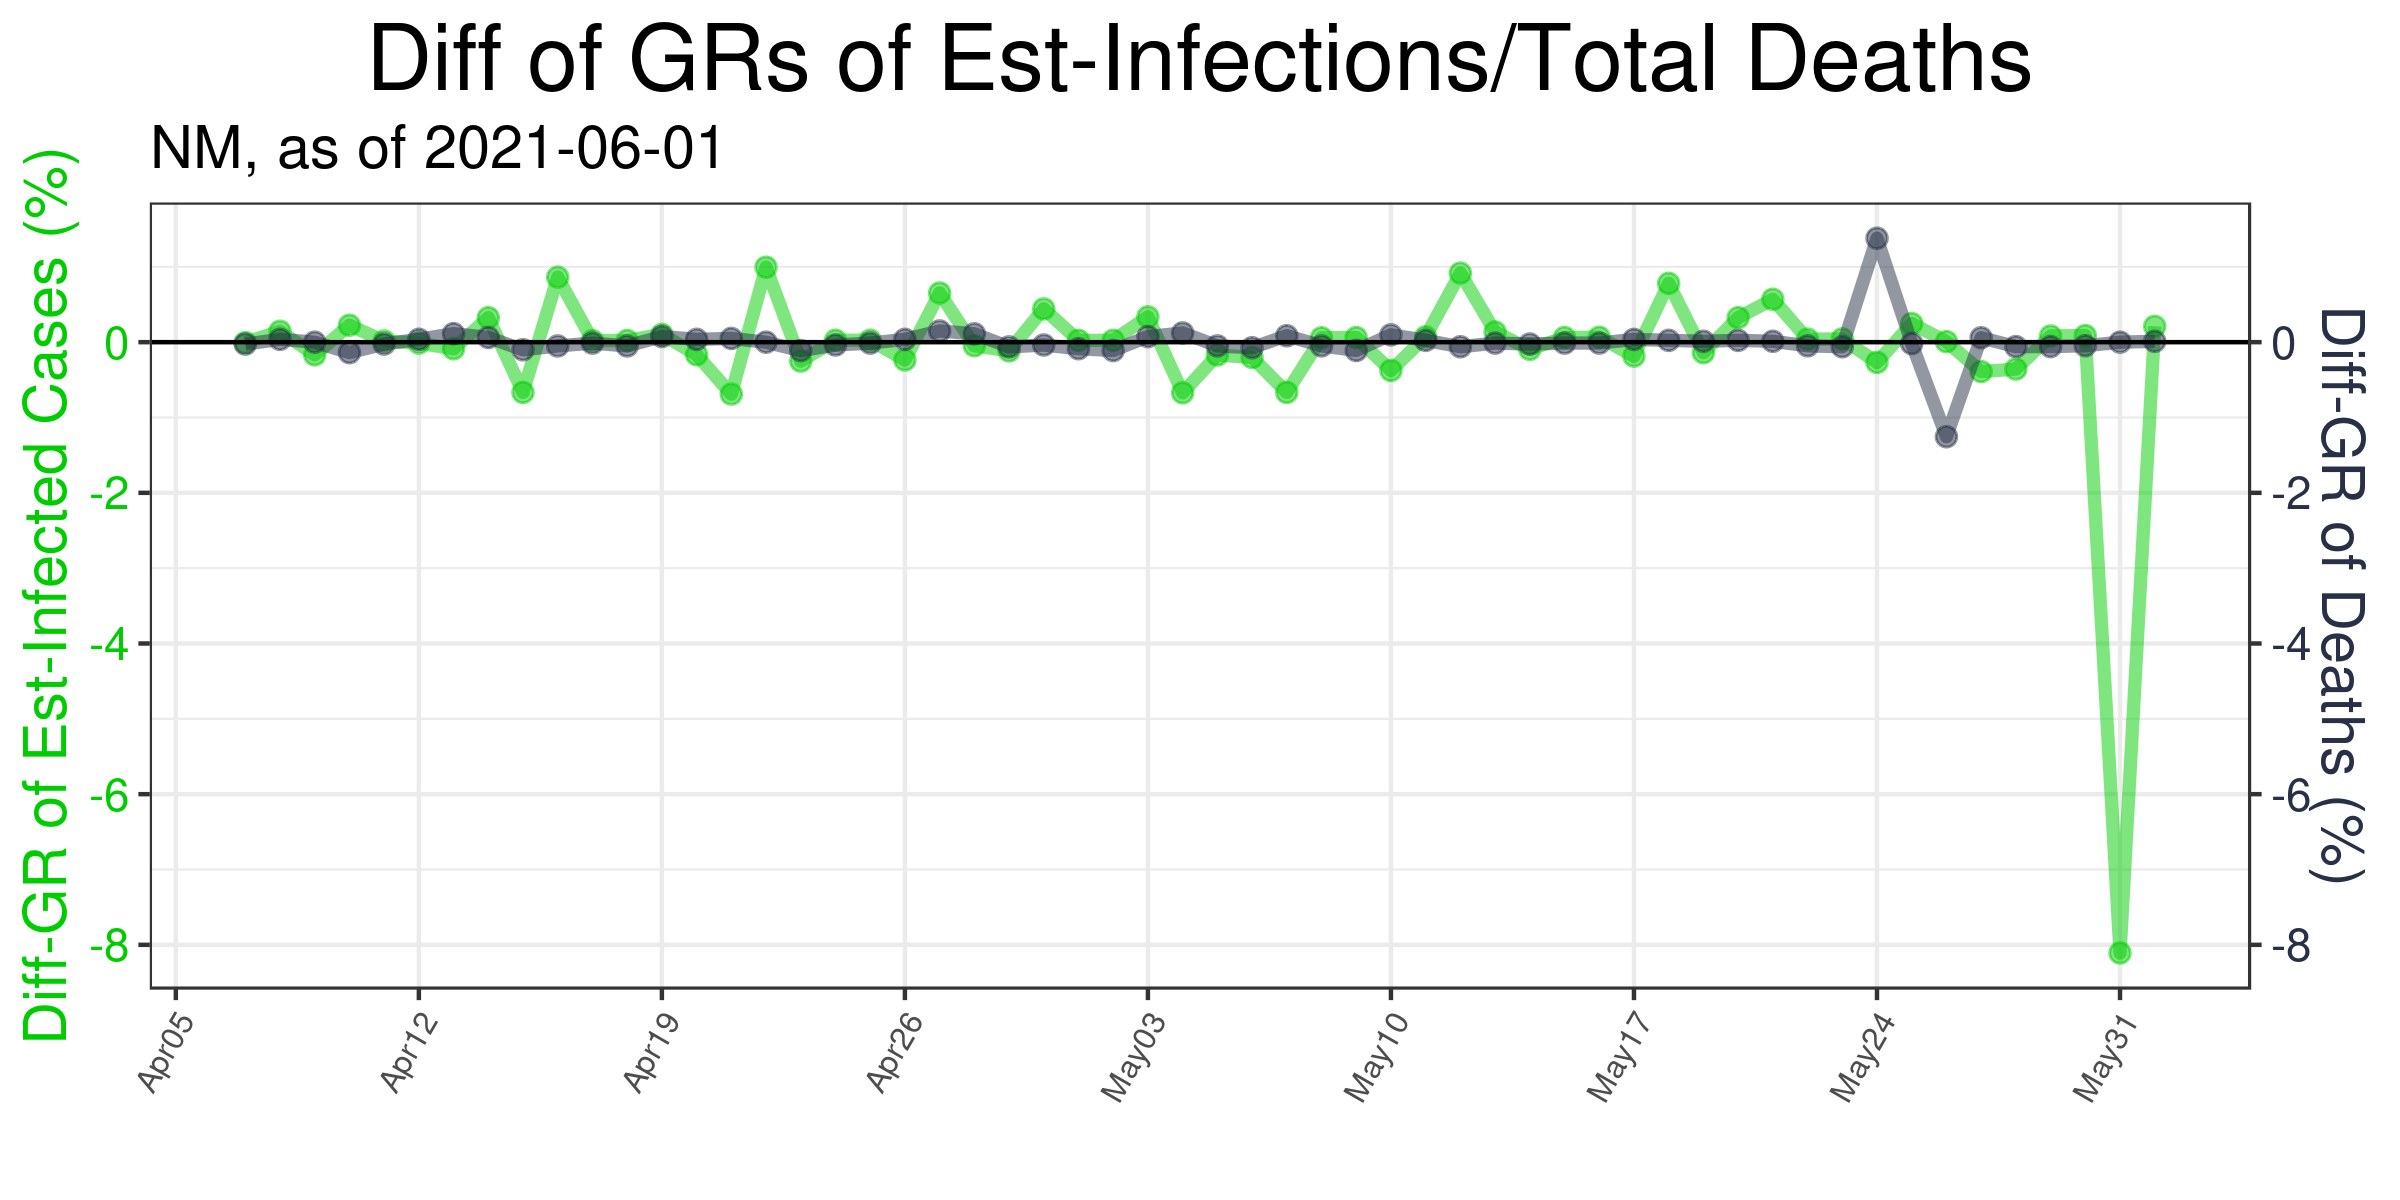 Diff of GRs of Est-Infections/Total Deaths
NM, as of 2021-06-01
Diff-GR of Est-Infected Cases (%)
0
-2
-4
-6
-8
0
-2
-4
-6
-8
Diff-GR of Deaths (%)
Apr05
Apr12
Apr19
Apr26
May03
May10
May17
May24
May31